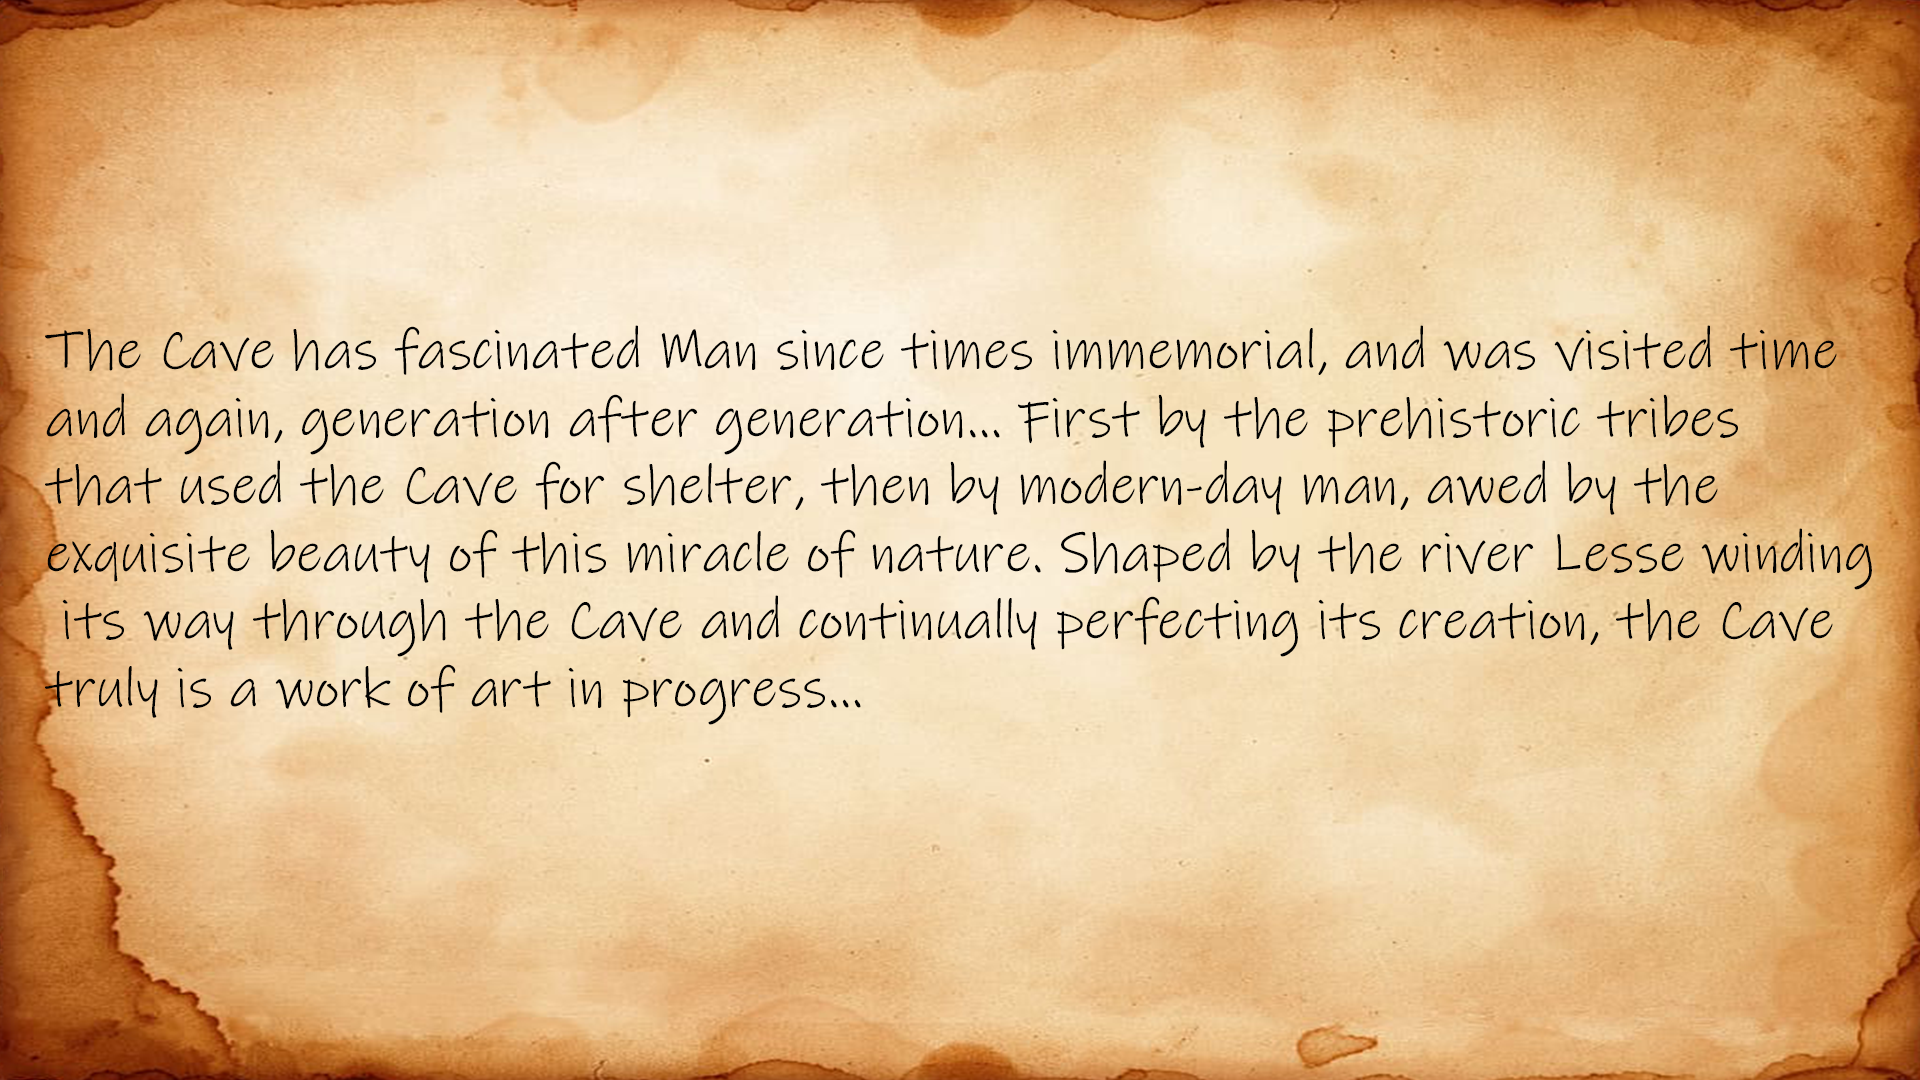 The Cave has fascinated Man since times immemorial, and was visited time
and again, generation after generation... First by the prehistoric tribes
that used the Cave for shelter, then by modern-day man, awed by the
exquisite beauty of this miracle of nature. Shaped by the river Lesse winding
its way through the Cave and continually perfecting its creation, the Cave
truly is a work of art in progress...